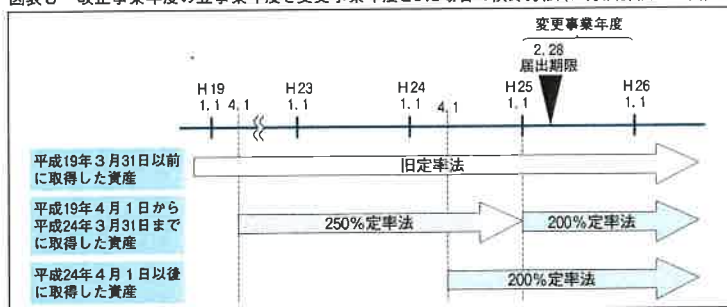 変更事業年度
2.28
届出期限
H19 H23 H24 H25 H26
1.1 4.1 1.1 1.1 4.1 1.1 1.1
平成19年3月31日以前
に取得した資産
旧定率法
平成19年4月1日から
平成24年3月31日まで
に取得した資産
250%定率法 200%定率法
平成24年4月1日以後
に取得した資産
200%定率法